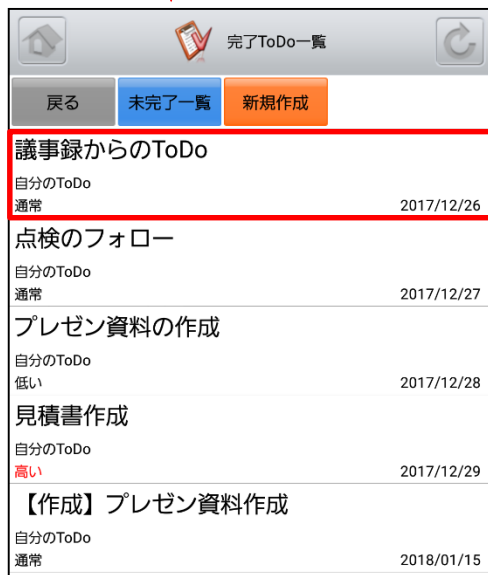 完了ToDo一覧
戻る 未完了一覧 新規作成
議事録からのToDo
自分のToDo
通常 2017/12/26
点検のフォロー
自分のToDo
通常 2017/12/27
プレゼン資料の作成
自分のToDo
低い 2017/12/28
見積書作成
自分のToDo
高い 2017/12/29
【作成】プレゼン資料作成
自分のToDo
通常 2018/01/15